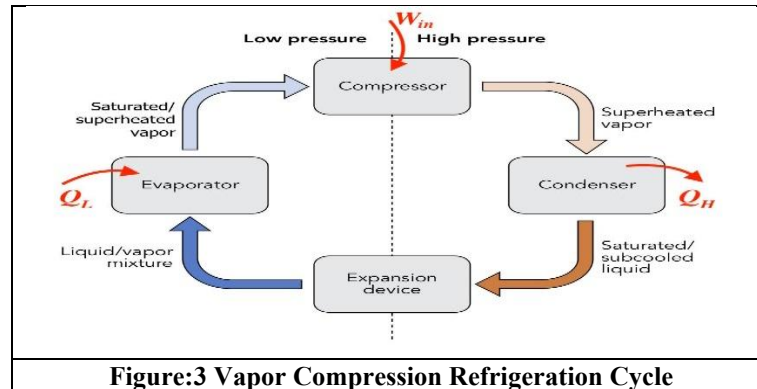 W_in
Low pressure High pressure
Compressor
Saturated/
superheated
vapor
Superheated
vapor
Evaporator
Condenser
Q_L
Q_H
Liquid/vapor
mixture
Saturated/
subcooled
liquid
Expansion
device
Figure:3 Vapor Compression Refrigeration Cycle